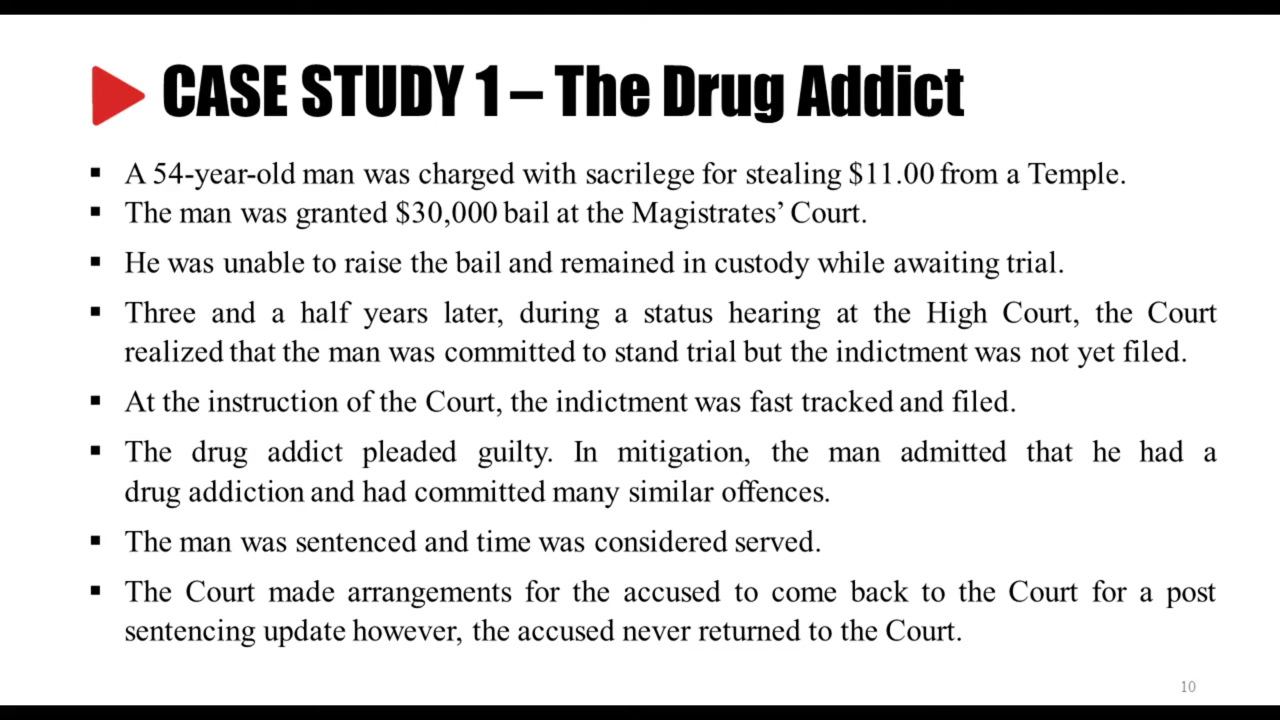 CASE STUDY 1 – The Drug Addict
▪ A 54-year-old man was charged with sacrilege for stealing $11.00 from a Temple.
▪ The man was granted $30,000 bail at the Magistrates’ Court.
▪ He was unable to raise the bail and remained in custody while awaiting trial.
▪ Three and a half years later, during a status hearing at the High Court, the Court
realized that the man was committed to stand trial but the indictment was not yet filed.
▪ At the instruction of the Court, the indictment was fast tracked and filed.
▪ The drug addict pleaded guilty. In mitigation, the man admitted that he had a
drug addiction and had committed many similar offences.
▪ The man was sentenced and time was considered served.
▪ The Court made arrangements for the accused to come back to the Court for a post
sentencing update however, the accused never returned to the Court.
10